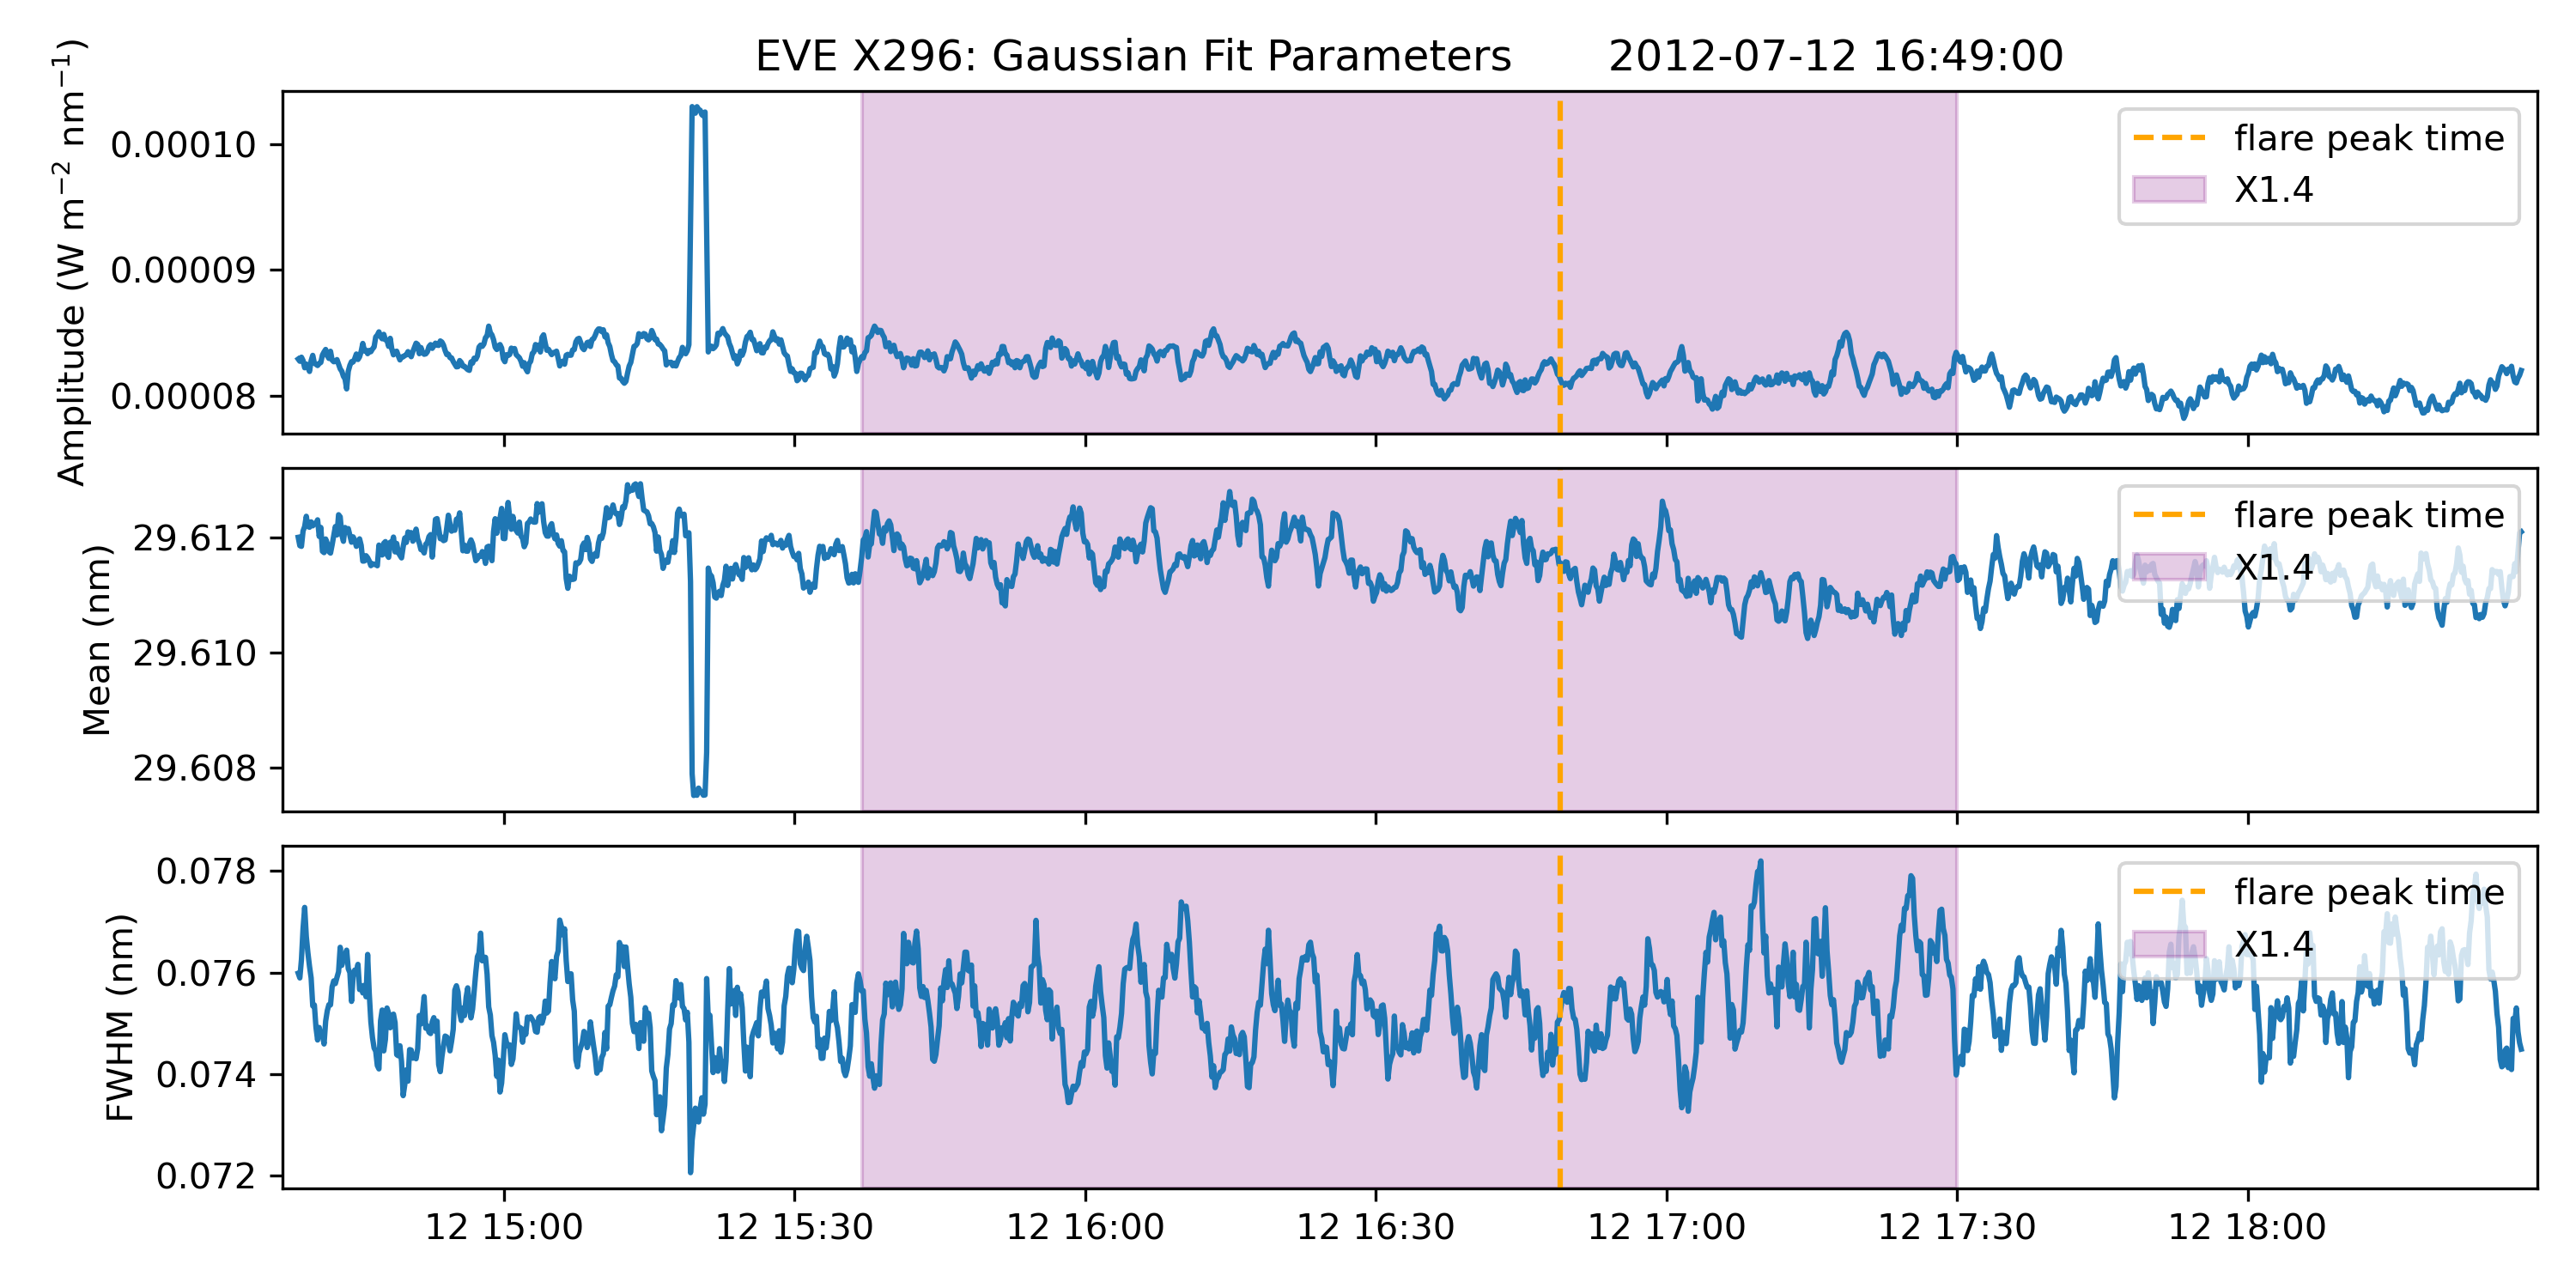 EVE X296: Gaussian Fit Parameters 2012-07-12 16:49:00
Amplitude (W m⁻² nm⁻¹)
0.00010
0.00009
0.00008
flare peak time
X1.4
Mean (nm)
29.612
29.610
29.608
flare peak time
X1.4
FWHM (nm)
0.078
0.076
0.074
0.072
flare peak time
X1.4
12 15:00 12 15:30 12 16:00 12 16:30 12 17:00 12 17:30 12 18:00